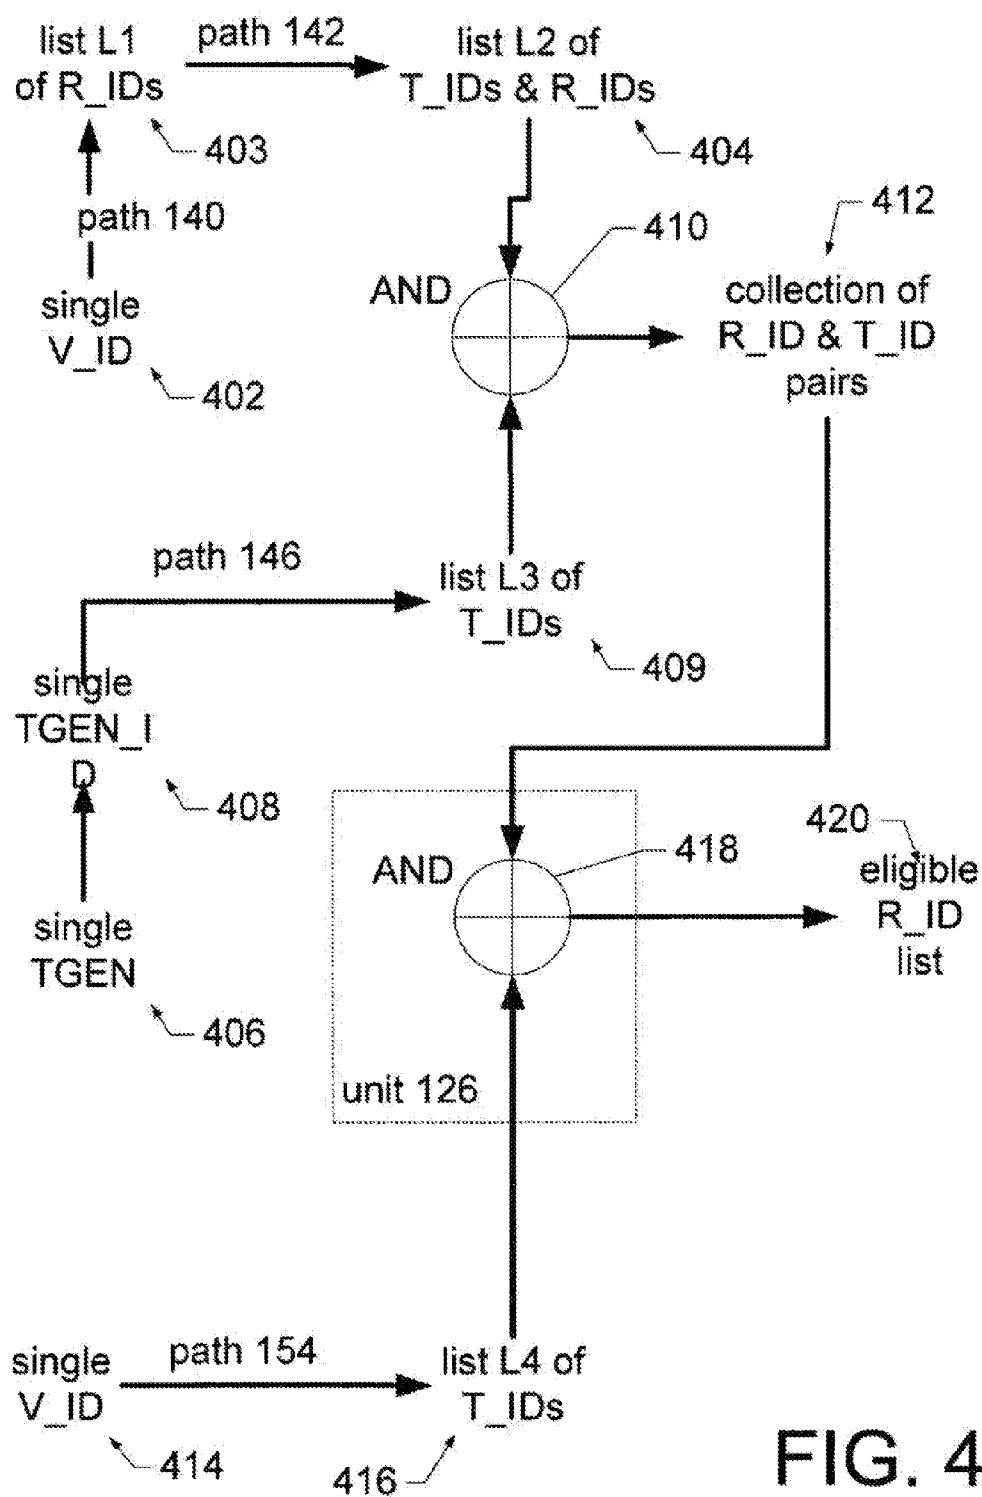 list L1
of R_IDs
path 142
list L2 of
T_IDs & R_IDs
403
404
path 140
412
410
single
V_ID
AND
collection of
R_ID & T_ID
pairs
402
path 146
list L3 of
T_IDs
409
single
TGEN_I
D
408
420
418
AND
eligible
R_ID
list
single
TGEN
406
unit 126
single
V_ID
path 154
list L4 of
T_IDs
414
416
FIG. 4